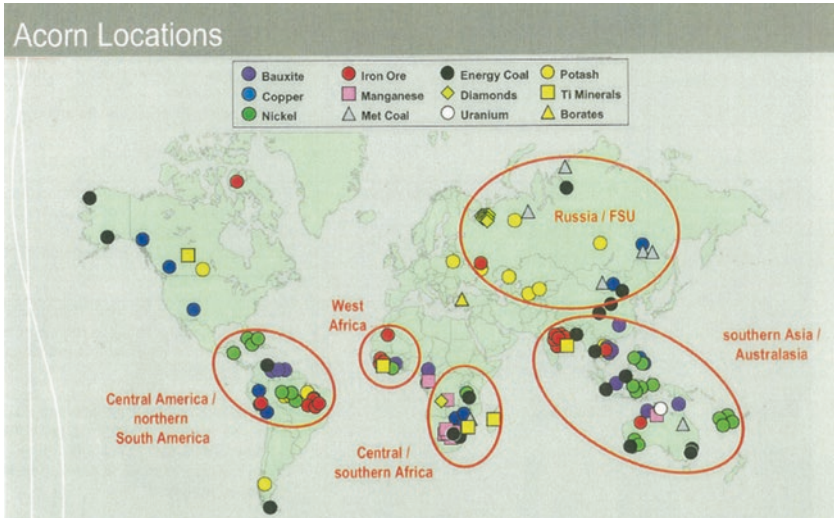 Acorn Locations
Bauxite
Iron Ore
Energy Coal
Potash
Copper
Manganese
Diamonds
Ti Minerals
Nickel
Met Coal
Uranium
Borates
Russia / FSU
West
Africa
southern Asia /
Australasia
Central America /
northern
South America
Central /
southern Africa